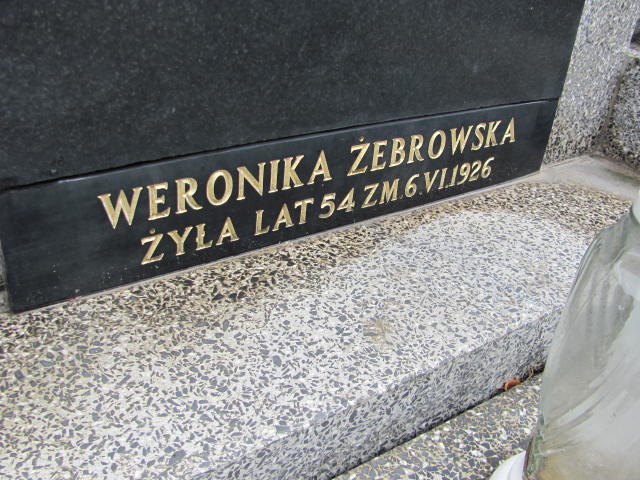 WERONIKA ŻEBROWSKA
ŻYŁA LAT 54 ZM. 6.VI.1926